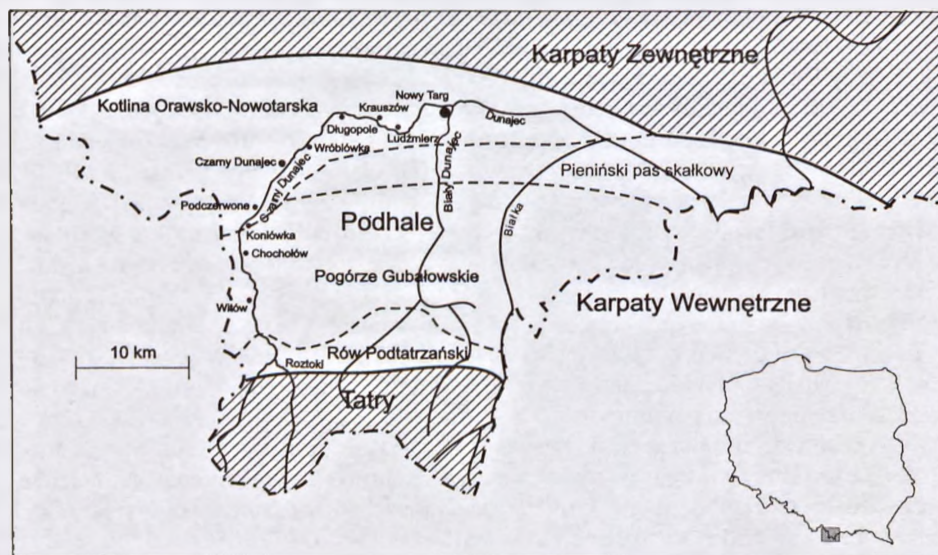 Karpaty Zewnętrzne
Kotlina Orawsko-Nowotarska
Nowy Targ
Krauszów
Dunajec
Długopole
Ludźmierz
Wróblówka
Czarny Dunajec
Czarny Dunajec
Biały Dunajec
Pieniński pas skałkowy
Podczerwone
Białka
Podhale
Koniówka
Chochołów
Pogórze Gubałowskie
Witów
Karpaty Wewnętrzne
10 km
Rów Podtatrzański
Roztoki
Tatry